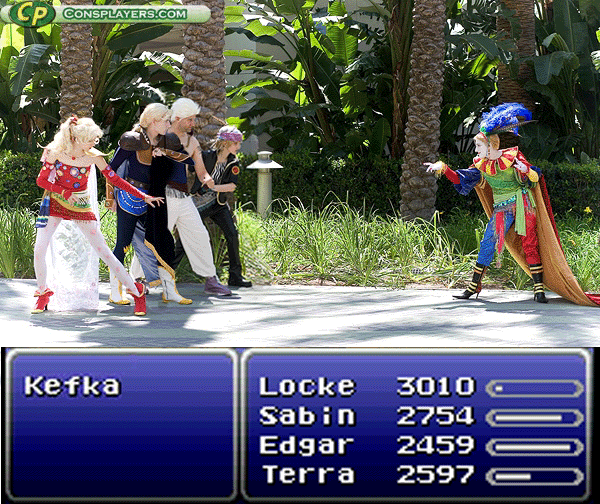 CP CONSPLAYERS.COM
Kefka
Locke 3010
Sabin 2754
Edgar 2459
Terra 2597